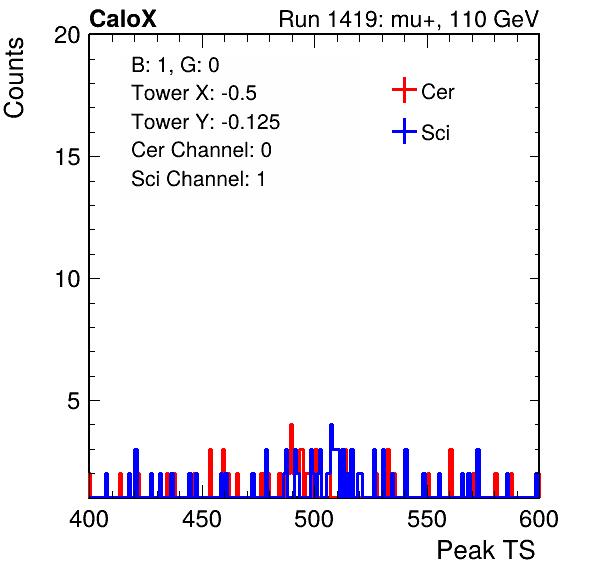 CaloX Run 1419: mu+, 110 GeV
Counts
20
15
10
5
B: 1, G: 0
Tower X: -0.5
Tower Y: -0.125
Cer Channel: 0
Sci Channel: 1
Cer
Sci
400 450 500 550 600
Peak TS